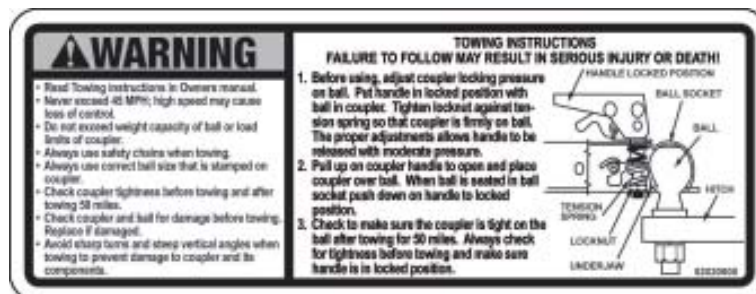 WARNING
• Read Towing instructions in Owners manual.
• Never exceed 45 MPH; high speed may cause
loss of control.
• Do not exceed weight capacity of ball or load
limits of coupler.
• Always use safety chains when towing.
• Always use correct ball size that is stamped on
coupler.
• Check coupler tightness before towing and after
towing 50 miles.
• Check coupler and ball for damage before towing.
Replace if damaged.
• Avoid sharp turns and steep vertical angles when
towing to prevent damage to coupler and its
components.
TOWING INSTRUCTIONS
FAILURE TO FOLLOW MAY RESULT IN SERIOUS INJURY OR DEATH!
1. Before using, adjust coupler locking pressure
on ball. Put handle in locked position with
ball in coupler. Tighten locknut against ten-
sion spring so that coupler is firmly on ball.
The proper adjustments allows handle to be
released with moderate pressure.
2. Pull up on coupler handle to open and place
coupler over ball. When ball is seated in ball
socket push down on handle to locked
position.
3. Check to make sure the coupler is tight on the
ball after towing for 50 miles. Always check
for tightness before towing and make sure
handle is in locked position.
HANDLE LOCKED POSITION
BALL SOCKET
BALL
HITCH
TENSION
SPRING
LOCKNUT
UNDERJAW